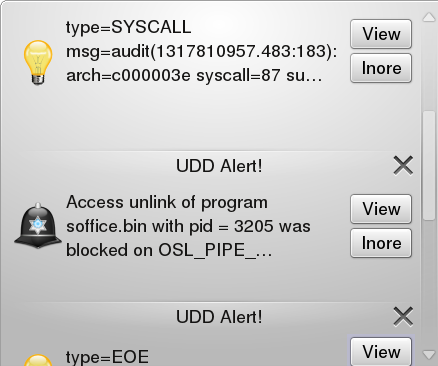 type=SYSCALL
msg=audit(1317810957.483:183):
arch=c000003e syscall=87 su...
View
Inore
UDD Alert!
Access unlink of program
soffice.bin with pid = 3205 was
blocked on OSL_PIPE_...
View
Inore
UDD Alert!
type=EOE
View